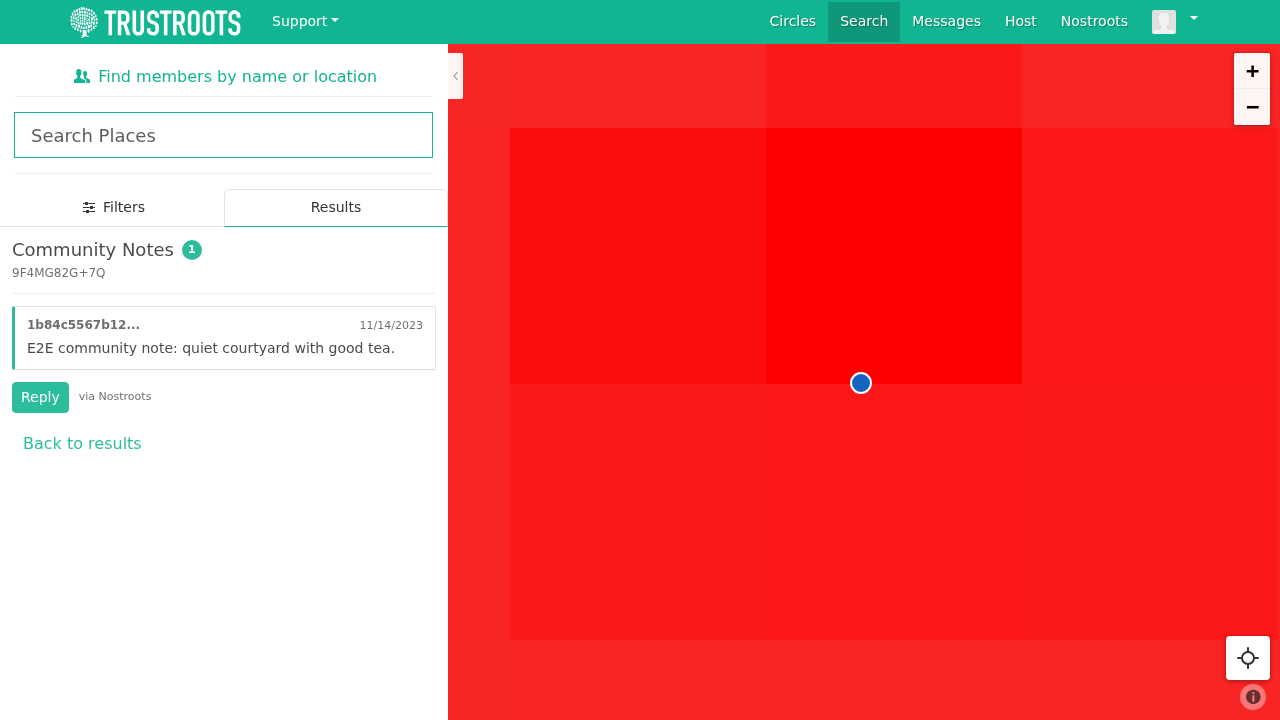 TRUSTROOTS
Support
Circles
Search
Messages
Host
Nostroots
Find members by name or location
Search Places
Filters
Results
Community Notes 1
9F4MG82G+7Q
1b84c5567b12...
11/14/2023
E2E community note: quiet courtyard with good tea.
Reply
via Nostroots
Back to results
+
−